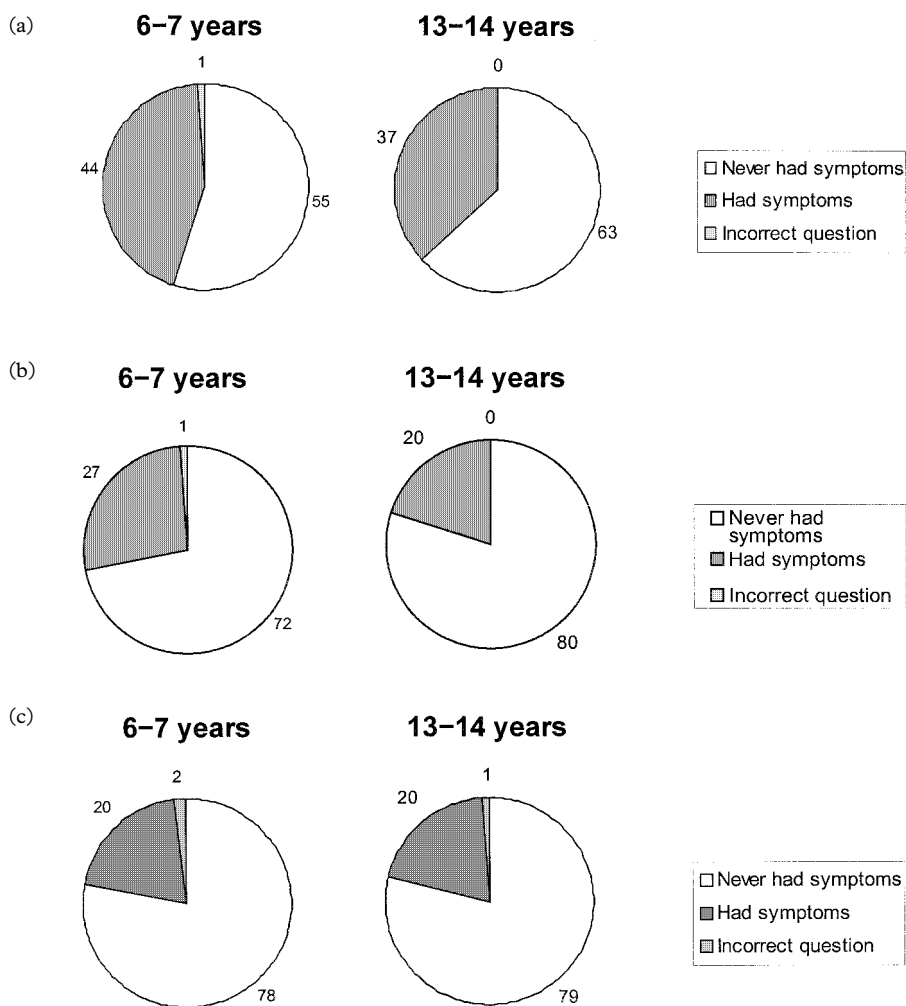 (a)
6−7 years
13−14 years
1
0
44
37
55
63
Never had symptoms
Had symptoms
Incorrect question
(b)
6−7 years
13−14 years
1
0
27
20
72
80
Never had
symptoms
Had symptoms
Incorrect question
(c)
6−7 years
13−14 years
2
1
20
20
78
79
Never had symptoms
Had symptoms
Incorrect question